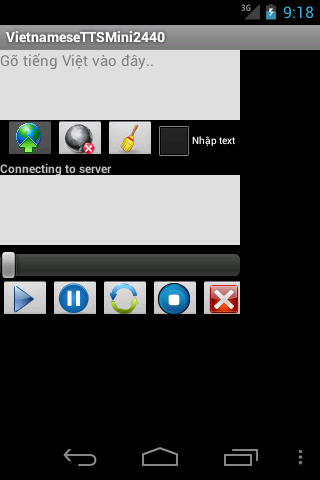 3G 9:18
VietnameseTTSMini2440
Gõ tiếng Việt vào đây..
Nhập text
Connecting to server